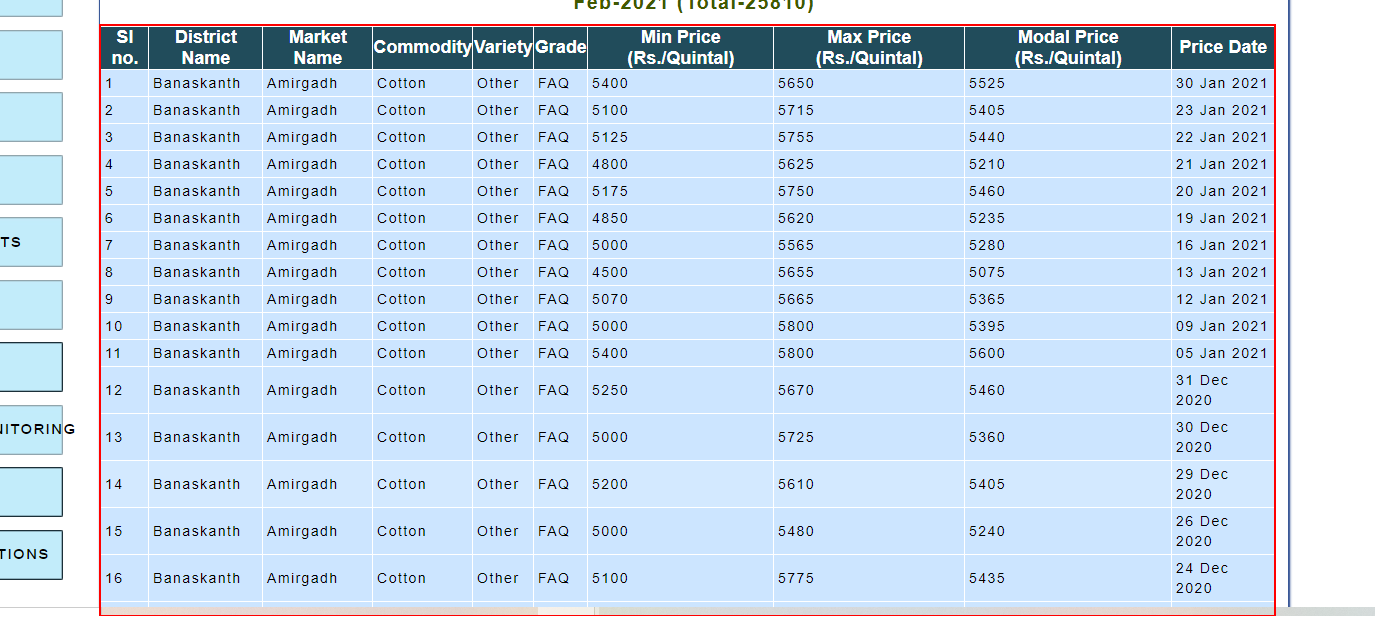 Feb-2021 (Total-25810)
Sl no. District Name Market Name Commodity Variety Grade Min Price (Rs./Quintal) Max Price (Rs./Quintal) Modal Price (Rs./Quintal) Price Date
1 Banaskanth Amirgadh Cotton Other FAQ 5400 5650 5525 30 Jan 2021
2 Banaskanth Amirgadh Cotton Other FAQ 5100 5715 5405 23 Jan 2021
3 Banaskanth Amirgadh Cotton Other FAQ 5125 5755 5440 22 Jan 2021
4 Banaskanth Amirgadh Cotton Other FAQ 4800 5625 5210 21 Jan 2021
5 Banaskanth Amirgadh Cotton Other FAQ 5175 5750 5460 20 Jan 2021
6 Banaskanth Amirgadh Cotton Other FAQ 4850 5620 5235 19 Jan 2021
TS
7 Banaskanth Amirgadh Cotton Other FAQ 5000 5565 5280 16 Jan 2021
8 Banaskanth Amirgadh Cotton Other FAQ 4500 5655 5075 13 Jan 2021
9 Banaskanth Amirgadh Cotton Other FAQ 5070 5665 5365 12 Jan 2021
10 Banaskanth Amirgadh Cotton Other FAQ 5000 5800 5395 09 Jan 2021
11 Banaskanth Amirgadh Cotton Other FAQ 5400 5800 5600 05 Jan 2021
12 Banaskanth Amirgadh Cotton Other FAQ 5250 5670 5460 31 Dec 2020
NITORING
13 Banaskanth Amirgadh Cotton Other FAQ 5000 5725 5360 30 Dec 2020
14 Banaskanth Amirgadh Cotton Other FAQ 5200 5610 5405 29 Dec 2020
15 Banaskanth Amirgadh Cotton Other FAQ 5000 5480 5240 26 Dec 2020
TIONS
16 Banaskanth Amirgadh Cotton Other FAQ 5100 5775 5435 24 Dec 2020